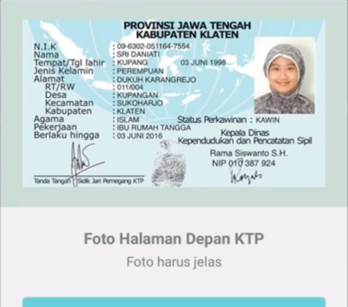 PROVINSI JAWA TENGAH
KABUPATEN KLATEN
N.I.K : 09-6302-051164-7554
Nama : SRI DANIATI
Tempat/Tgl lahir : KUPANG 03 JUNI 1998
Jenis Kelamin : PEREMPUAN
Alamat : DUKUH KARANGREJO
RT/RW : 011/004
Desa : KUPANGAN
Kecamatan : SUKOHARJO
Kabupaten : KLATEN
Agama : ISLAM Status Perkawinan : KAWIN
Pekerjaan : IBU RUMAH TANGGA
Berlaku hingga : 03 JUNI 2016
Kepala Dinas
Kependudukan dan Pencatatan Sipil
Rama Siswinto S.H.
NIP 010 387 924
Tanda Tangan Sidik Jari Pemegang KTP
Foto Halaman Depan KTP
Foto harus jelas